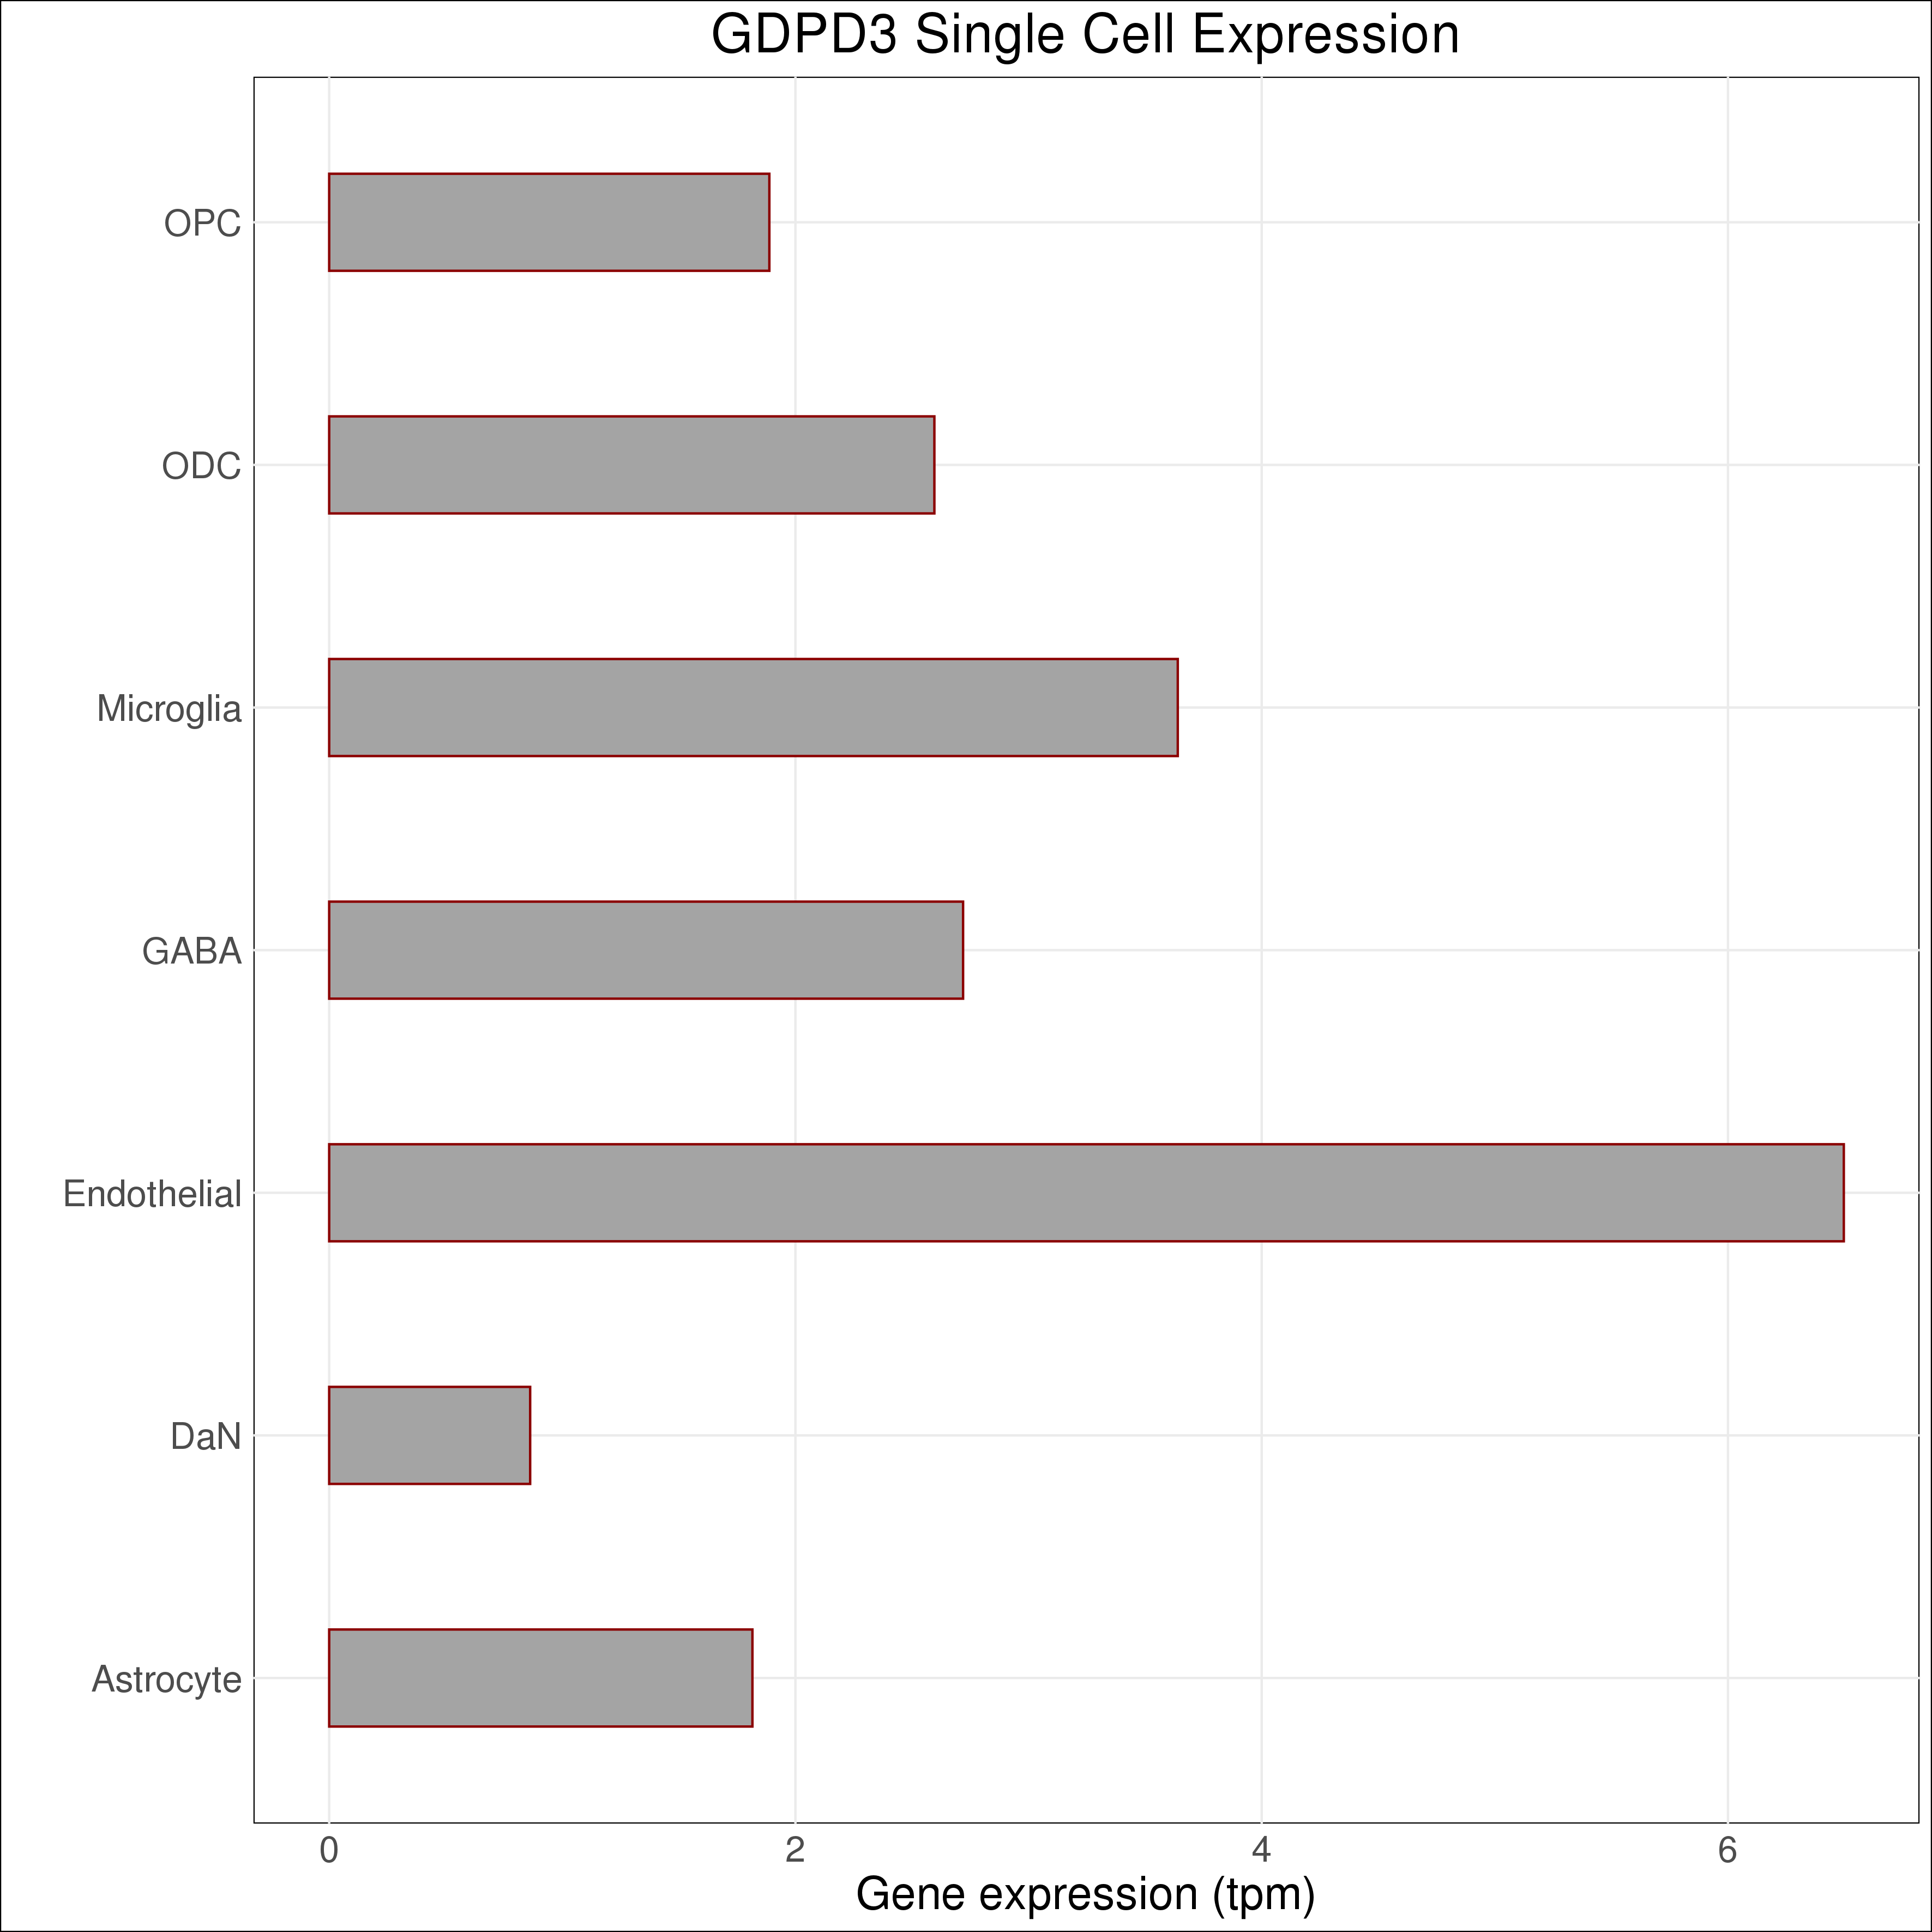 GDPD3 Single Cell Expression
OPC
ODC
Microglia
GABA
Endothelial
DaN
Astrocyte
0 2 4 6
Gene expression (tpm)